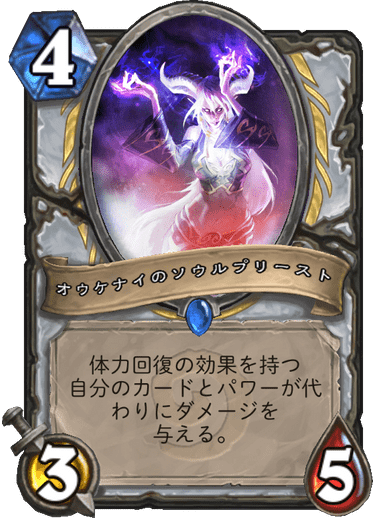 4
オウケナイのソウルプリースト
体力回復の効果を持つ
自分のカードとパワーが代
わりにダメージを
与える。
3
5